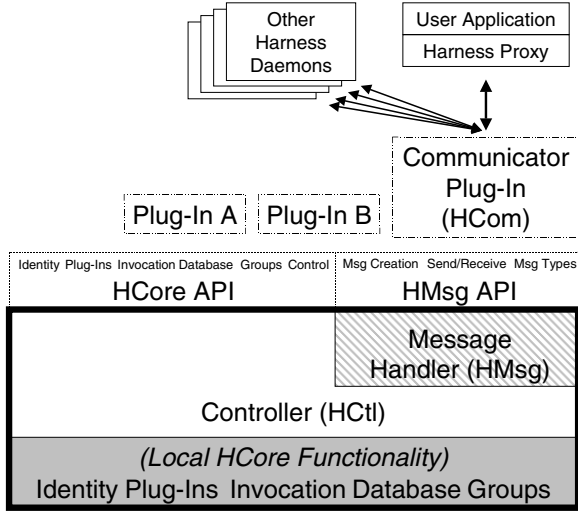 Other
Harness
Daemons
User Application
Harness Proxy
Communicator
Plug-In
(HCom)
Plug-In A
Plug-In B
Identity Plug-Ins Invocation Database Groups Control
HCore API
Msg Creation Send/Receive Msg Types
HMsg API
Message
Handler (HMsg)
Controller (HCtl)
(Local HCore Functionality)
Identity Plug-Ins Invocation Database Groups